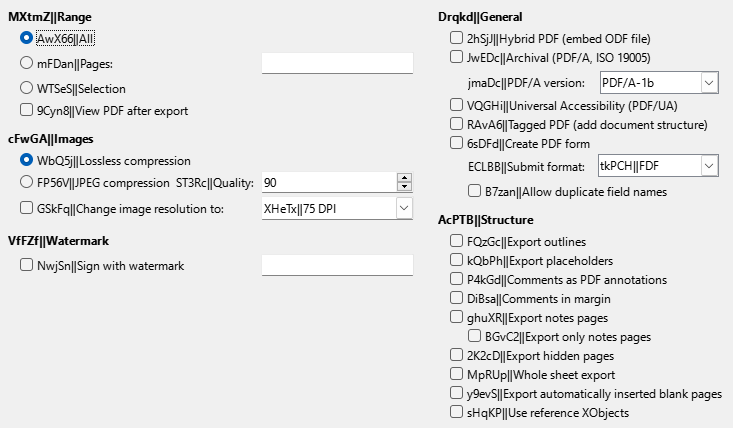 MXtmZ||Range
AwX66||All
mFDan||Pages:
WTSeS||Selection
9Cyn8||View PDF after export
cFwGA||Images
WbQ5j||Lossless compression
FP56V||JPEG compression ST3Rc||Quality: 90
GSkFq||Change image resolution to: XHeTx||75 DPI
VfFZf||Watermark
NwjSn||Sign with watermark
Drqkd||General
2hSjJ||Hybrid PDF (embed ODF file)
JwEDc||Archival (PDF/A, ISO 19005)
jmaDc||PDF/A version: PDF/A-1b
VQGHi||Universal Accessibility (PDF/UA)
RAvA6||Tagged PDF (add document structure)
6sDFd||Create PDF form
ECLBB||Submit format: tkPCH||FDF
B7zan||Allow duplicate field names
AcPTB||Structure
FQzGc||Export outlines
kQbPh||Export placeholders
P4kGd||Comments as PDF annotations
DiBsa||Comments in margin
ghuXR||Export notes pages
BGvC2||Export only notes pages
2K2cD||Export hidden pages
MpRUp||Whole sheet export
y9evS||Export automatically inserted blank pages
sHqKP||Use reference XObjects